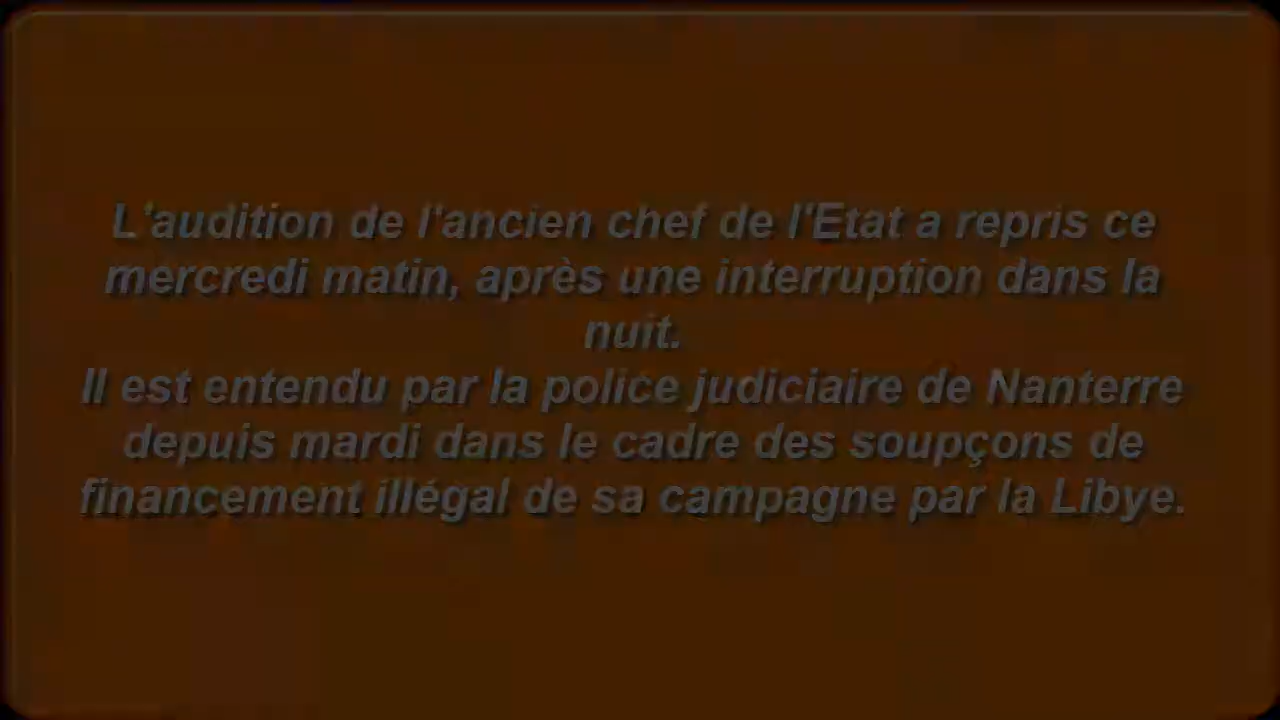 L'audition de l'ancien chef de l'Etat a repris ce
mercredi matin, après une interruption dans la
nuit.
Il est entendu par la police judiciaire de Nanterre
depuis mardi dans le cadre des soupçons de
financement illégal de sa campagne par la Libye.